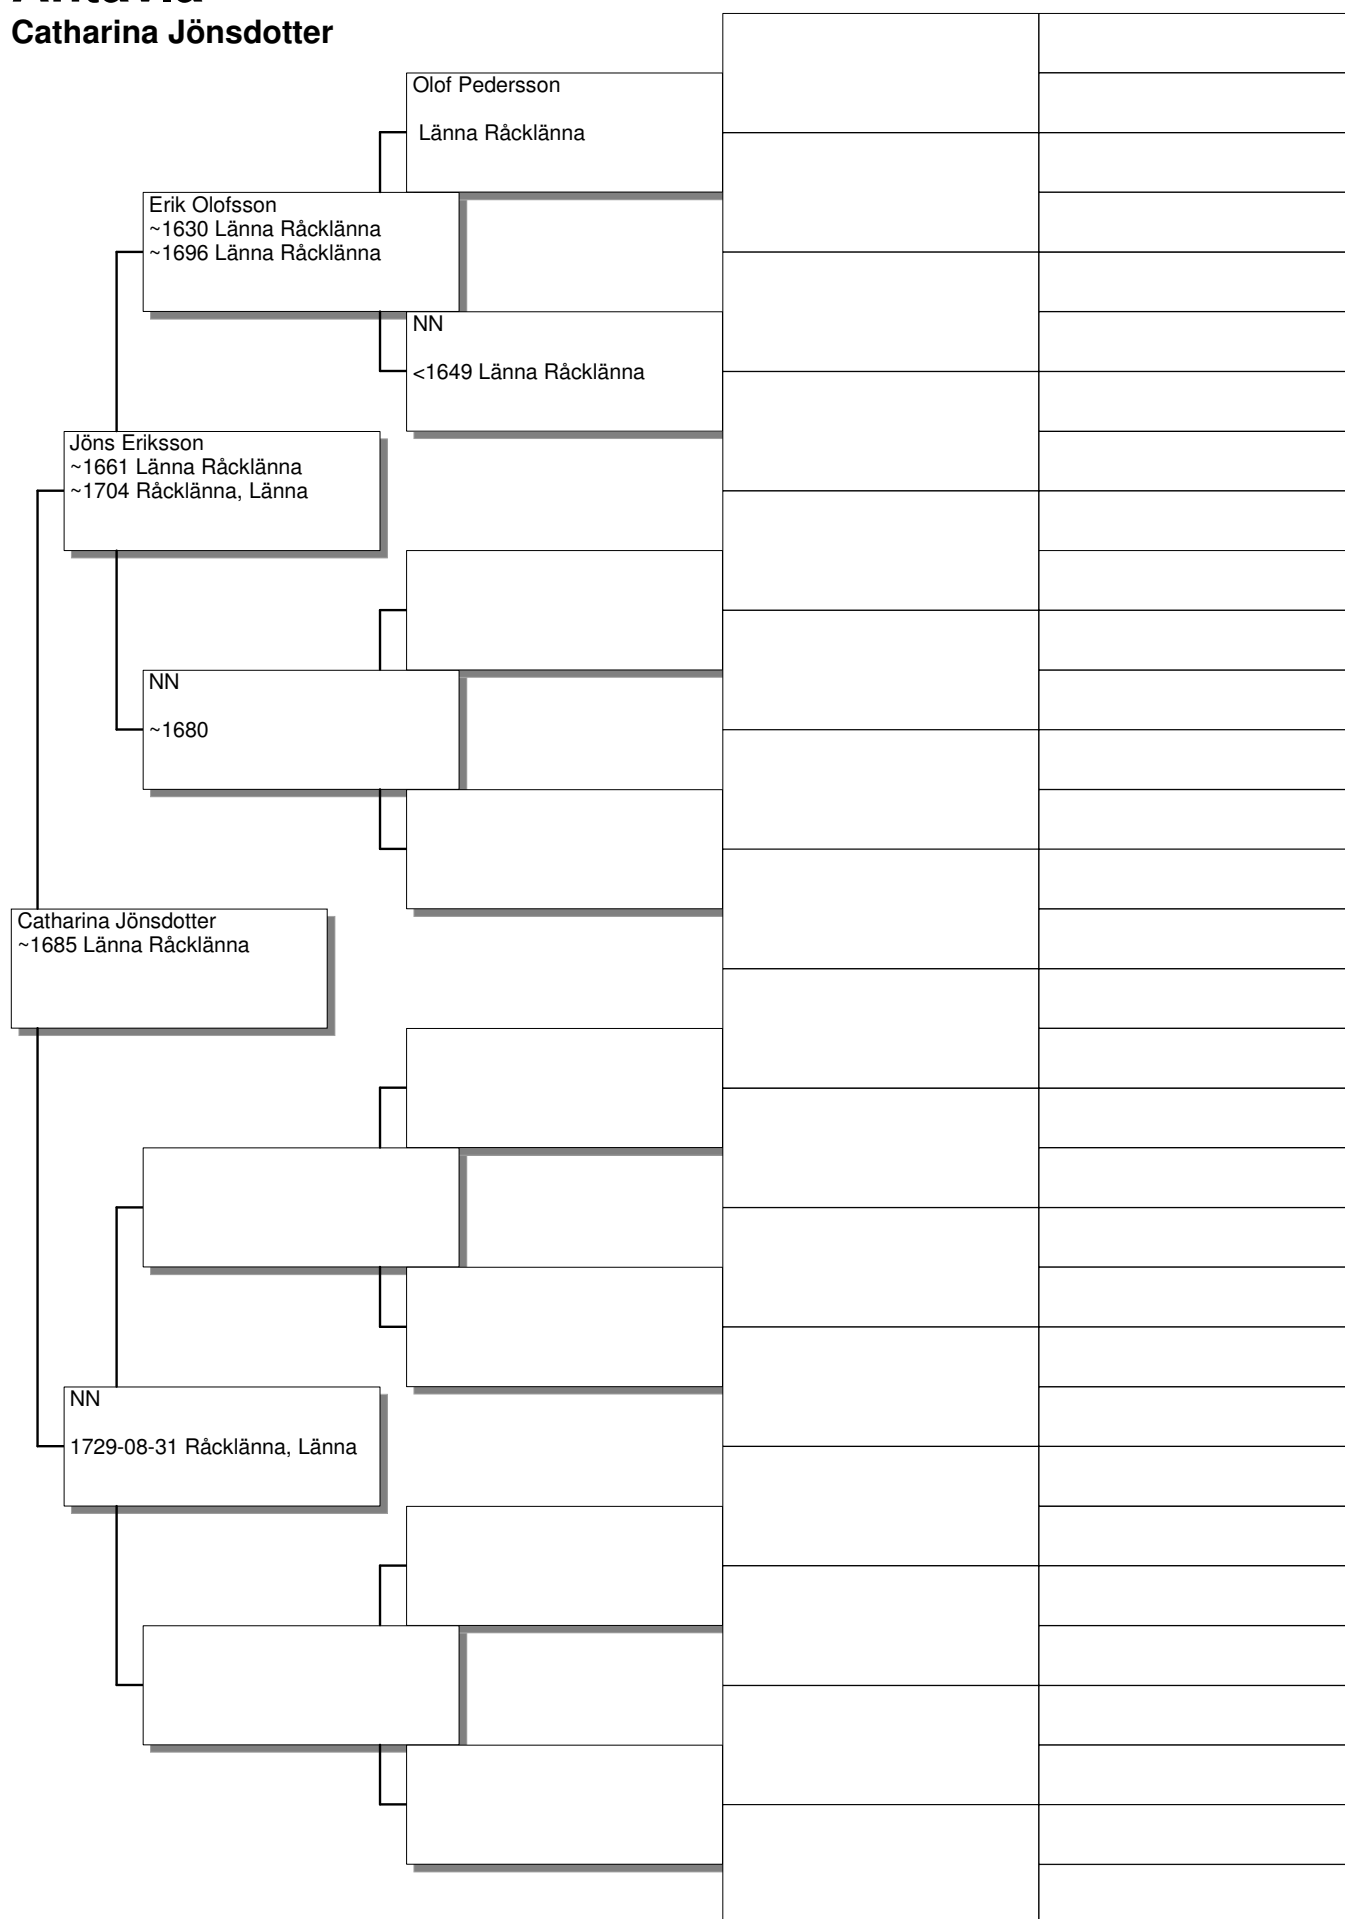 Catharina Jönsdotter
Olof Pedersson
Länna Råcklänna
Erik Olofsson
~1630 Länna Råcklänna
~1696 Länna Råcklänna
NN
<1649 Länna Råcklänna
Jöns Eriksson
~1661 Länna Råcklänna
~1704 Råcklänna, Länna
NN
~1680
Catharina Jönsdotter
~1685 Länna Råcklänna
NN
1729-08-31 Råcklänna, Länna